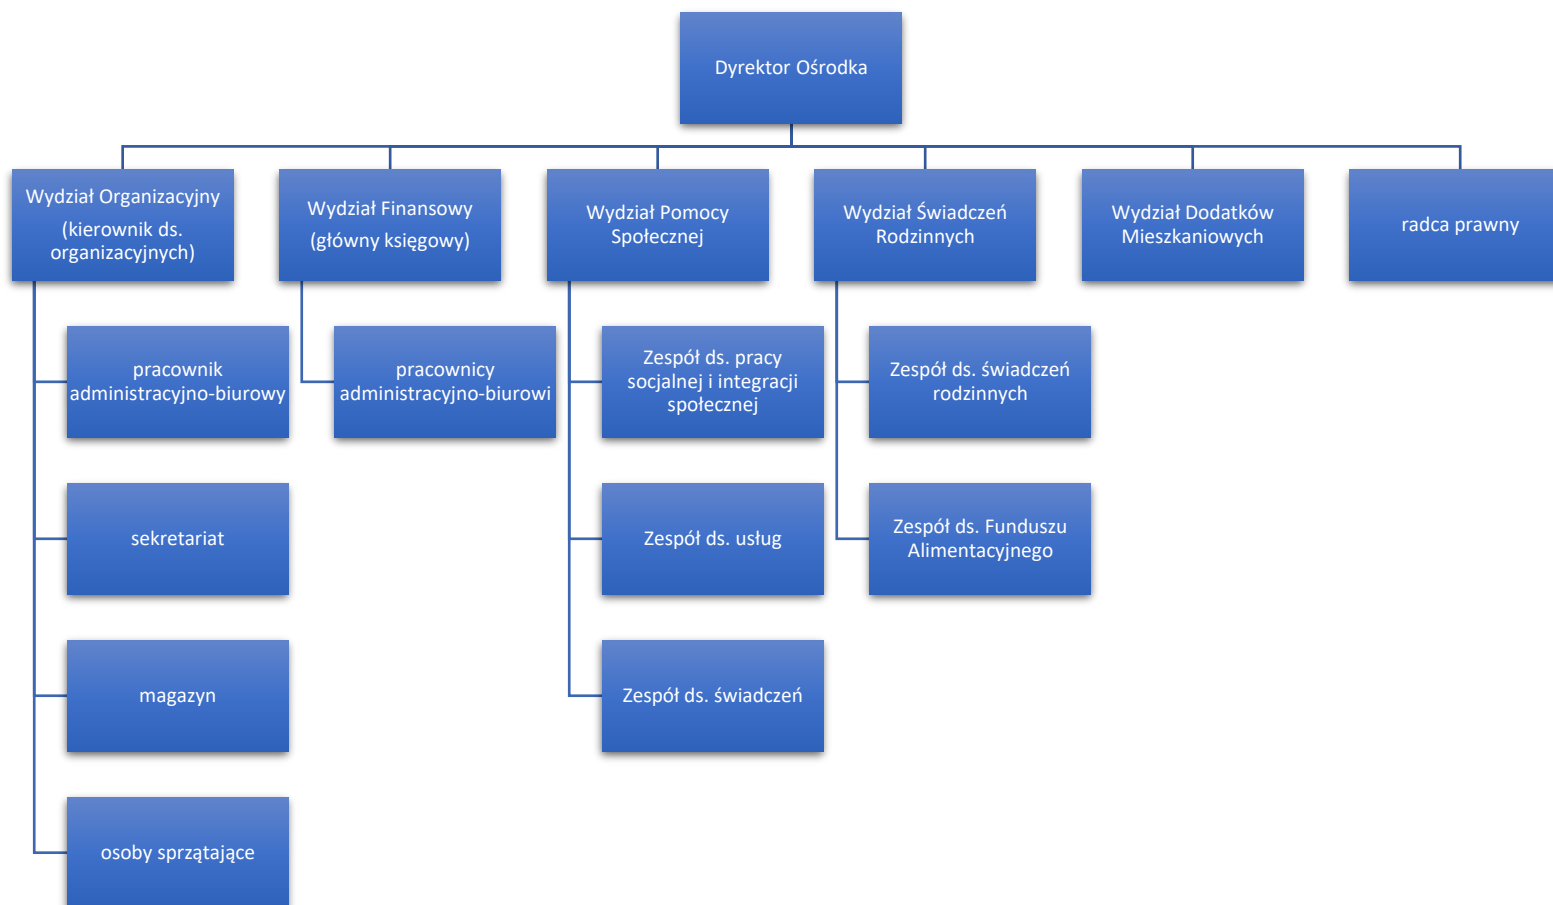 Dyrektor Ośrodka
Wydział Organizacyjny
(kierownik ds.
organizacyjnych)
Wydział Finansowy
(główny księgowy)
Wydział Pomocy
Społecznej
Wydział Świadczeń
Rodzinnych
Wydział Dodatków
Mieszkaniowych
radca prawny
pracownik
administracyjno-biurowy
pracownicy
administracyjno-biurowi
Zespół ds. pracy
socjalnej i integracji
społecznej
Zespół ds. świadczeń
rodzinnych
sekretariat
Zespół ds. usług
Zespół ds. Funduszu
Alimentacyjnego
magazyn
Zespół ds. świadczeń
osoby sprzątające